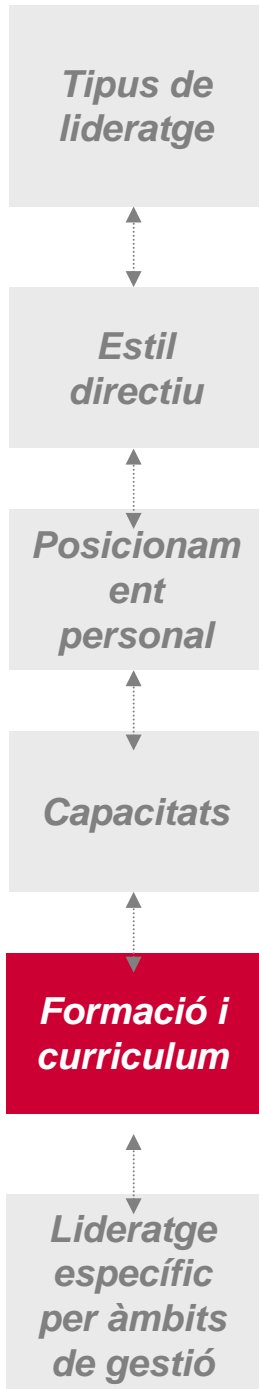 Tipus de
lideratge
Estil
directiu
Posicionam
ent
personal
Capacitats
Formació i
curriculum
Lideratge
específic
per àmbits
de gestió